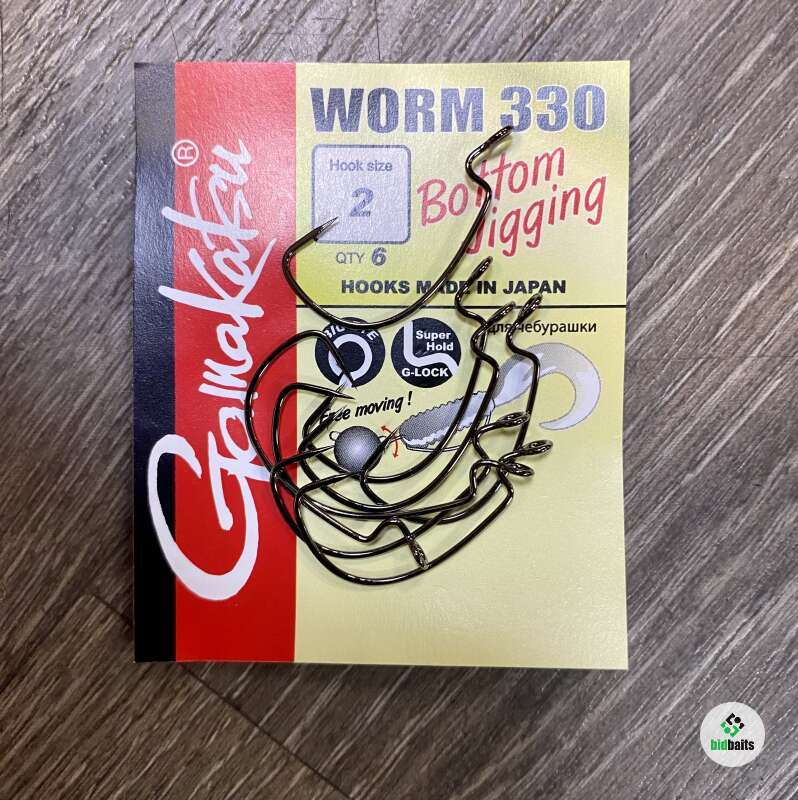 Gamakatsu®
WORM 330
Hook size
2
QTY 6
Bottom
Jigging
HOOKS MADE IN JAPAN
Super
Hold
G-LOCK
чебурашки
Free moving !
bidbaits